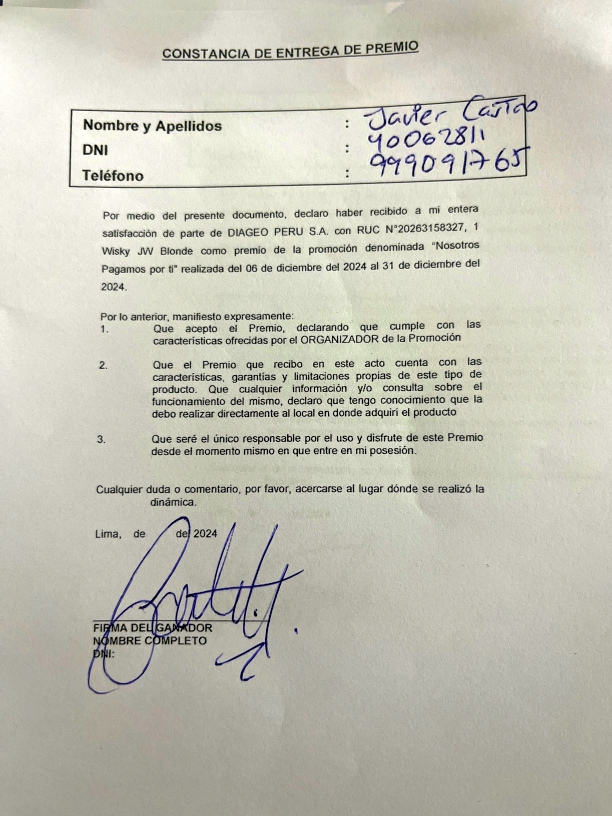 CONSTANCIA DE ENTREGA DE PREMIO
Nombre y Apellidos : Javier Castro
DNI : 40062811
Teléfono : 999091765
Por medio del presente documento, declaro haber recibido a mi entera
satisfacción de parte de DIAGEO PERU S.A. con RUC N°20263158327, 1
Wisky JW Blonde como premio de la promoción denominada "Nosotros
Pagamos por ti" realizada del 06 de diciembre del 2024 al 31 de diciembre del
2024.
Por lo anterior, manifiesto expresamente:
1. Que acepto el Premio, declarando que cumple con las
características ofrecidas por el ORGANIZADOR de la Promoción
2. Que el Premio que recibo en este acto cuenta con las
características, garantías y limitaciones propias de este tipo de
producto. Que cualquier información y/o consulta sobre el
funcionamiento del mismo, declaro que tengo conocimiento que la
debo realizar directamente al local en donde adquirí el producto
3. Que seré el único responsable por el uso y disfrute de este Premio
desde el momento mismo en que entre en mi posesión.
Cualquier duda o comentario, por favor, acercarse al lugar dónde se realizó la
dinámica.
Lima, de de 2024
FIRMA DEL GANADOR
NOMBRE COMPLETO
DNI: